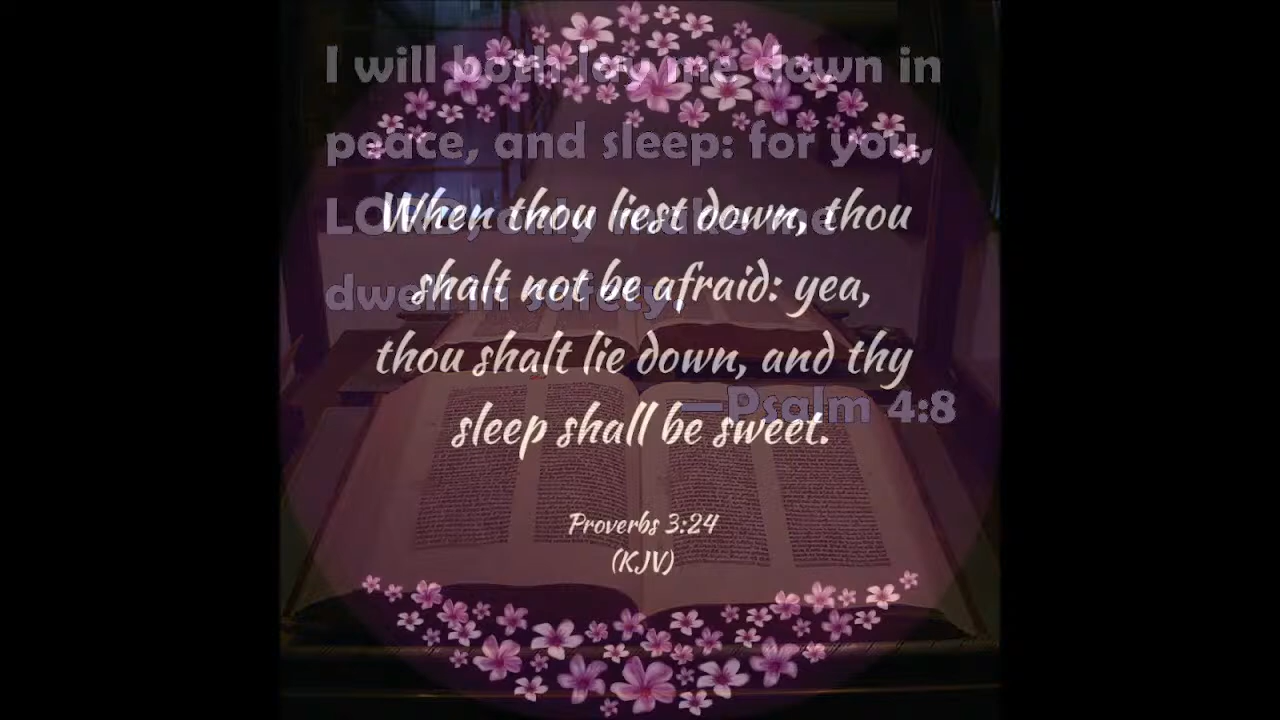 I will both lay me down in
peace, and sleep: for you,
LORD, only make me
dwell in safety.
—Psalm 4:8
When thou liest down, thou
shalt not be afraid: yea,
thou shalt lie down, and thy
sleep shall be sweet.
Proverbs 3:24
(KJV)